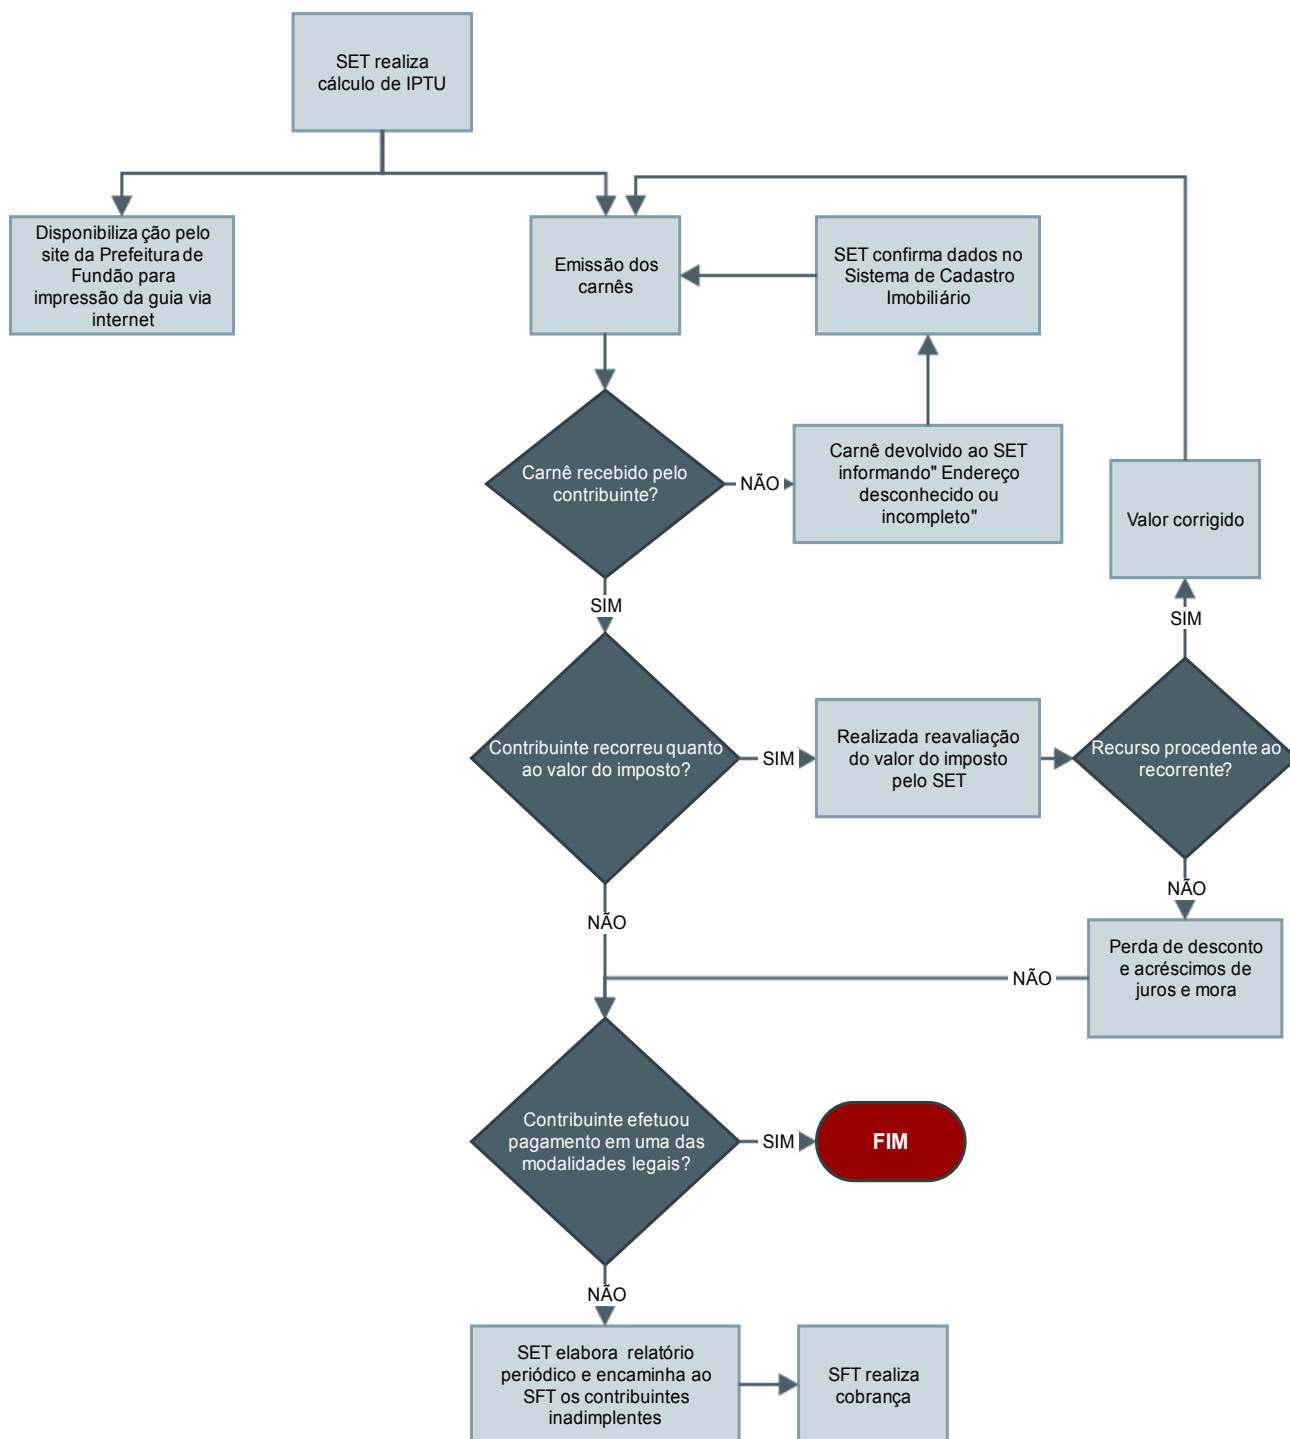 SET realiza
cálculo de IPTU
Disponibiliza ção pelo
site da Prefeitura de
Fundão para
impressão da guia via
internet
Emissão dos
carnês
SET confirma dados no
Sistema de Cadastro
Imobiliário
Carnê recebido pelo
contribuinte?
NÃO
Carnê devolvido ao SET
informando" Endereço
desconhecido ou
incompleto"
Valor corrigido
SIM
SIM
Contribuinte recorreu quanto
ao valor do imposto?
SIM
Realizada reavaliação
do valor do imposto
pelo SET
Recurso procedente ao
recorrente?
NÃO
NÃO
Perda de desconto
e acréscimos de
juros e mora
NÃO
Contribuinte efetuou
pagamento em uma das
modalidades legais?
SIM
FIM
NÃO
SET elabora relatório
periódico e encaminha ao
SFT os contribuintes
inadimplentes
SFT realiza
cobrança